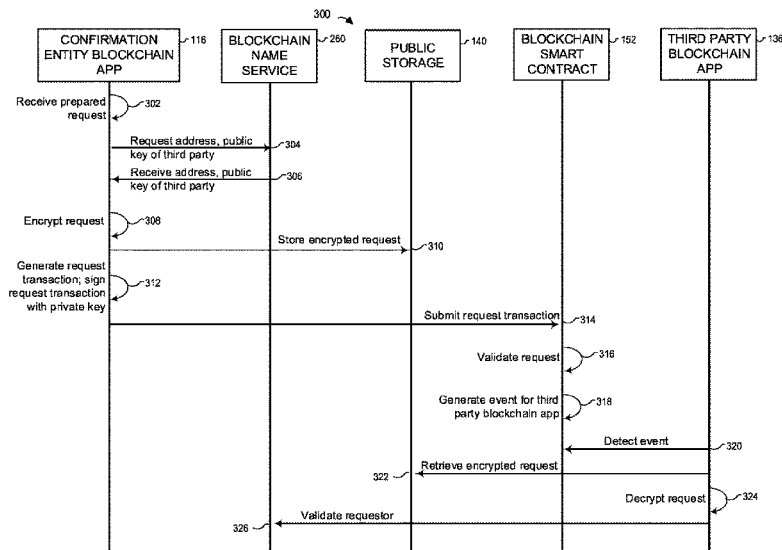 300
CONFIRMATION
ENTITY BLOCKCHAIN
APP
116
BLOCKCHAIN
NAME
SERVICE
260
PUBLIC
STORAGE
140
BLOCKCHAIN
SMART
CONTRACT
152
THIRD PARTY
BLOCKCHAIN
APP
136
Receive prepared
request
302
Request address, public
key of third party
304
Receive address, public
key of third party
306
Encrypt request
308
Store encrypted request
310
Generate request
transaction; sign
request transaction
with private key
312
Submit request transaction
314
Validate request
316
Generate event for third
party blockchain app
318
Detect event
320
Retrieve encrypted request
322
Decrypt request
324
Validate requestor
326